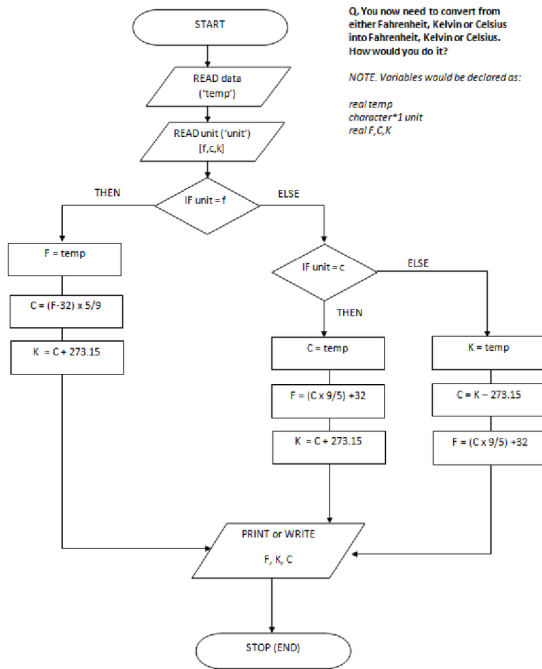 START
Q. You now need to convert from
either Fahrenheit, Kelvin or Celsius
into Fahrenheit, Kelvin or Celsius.
How would you do it?
NOTE. Variables would be declared as:
real temp
character*1 unit
real F,C,K
READ data
('temp')
READ unit ('unit')
[f,c,k]
THEN
IF unit = f
ELSE
F = temp
C = (F-32) x 5/9
K = C + 273.15
IF unit = c
ELSE
THEN
C = temp
F = (C x 9/5) +32
K = C + 273.15
K = temp
C = K – 273.15
F = (C x 9/5) +32
PRINT or WRITE
F, K, C
STOP (END)